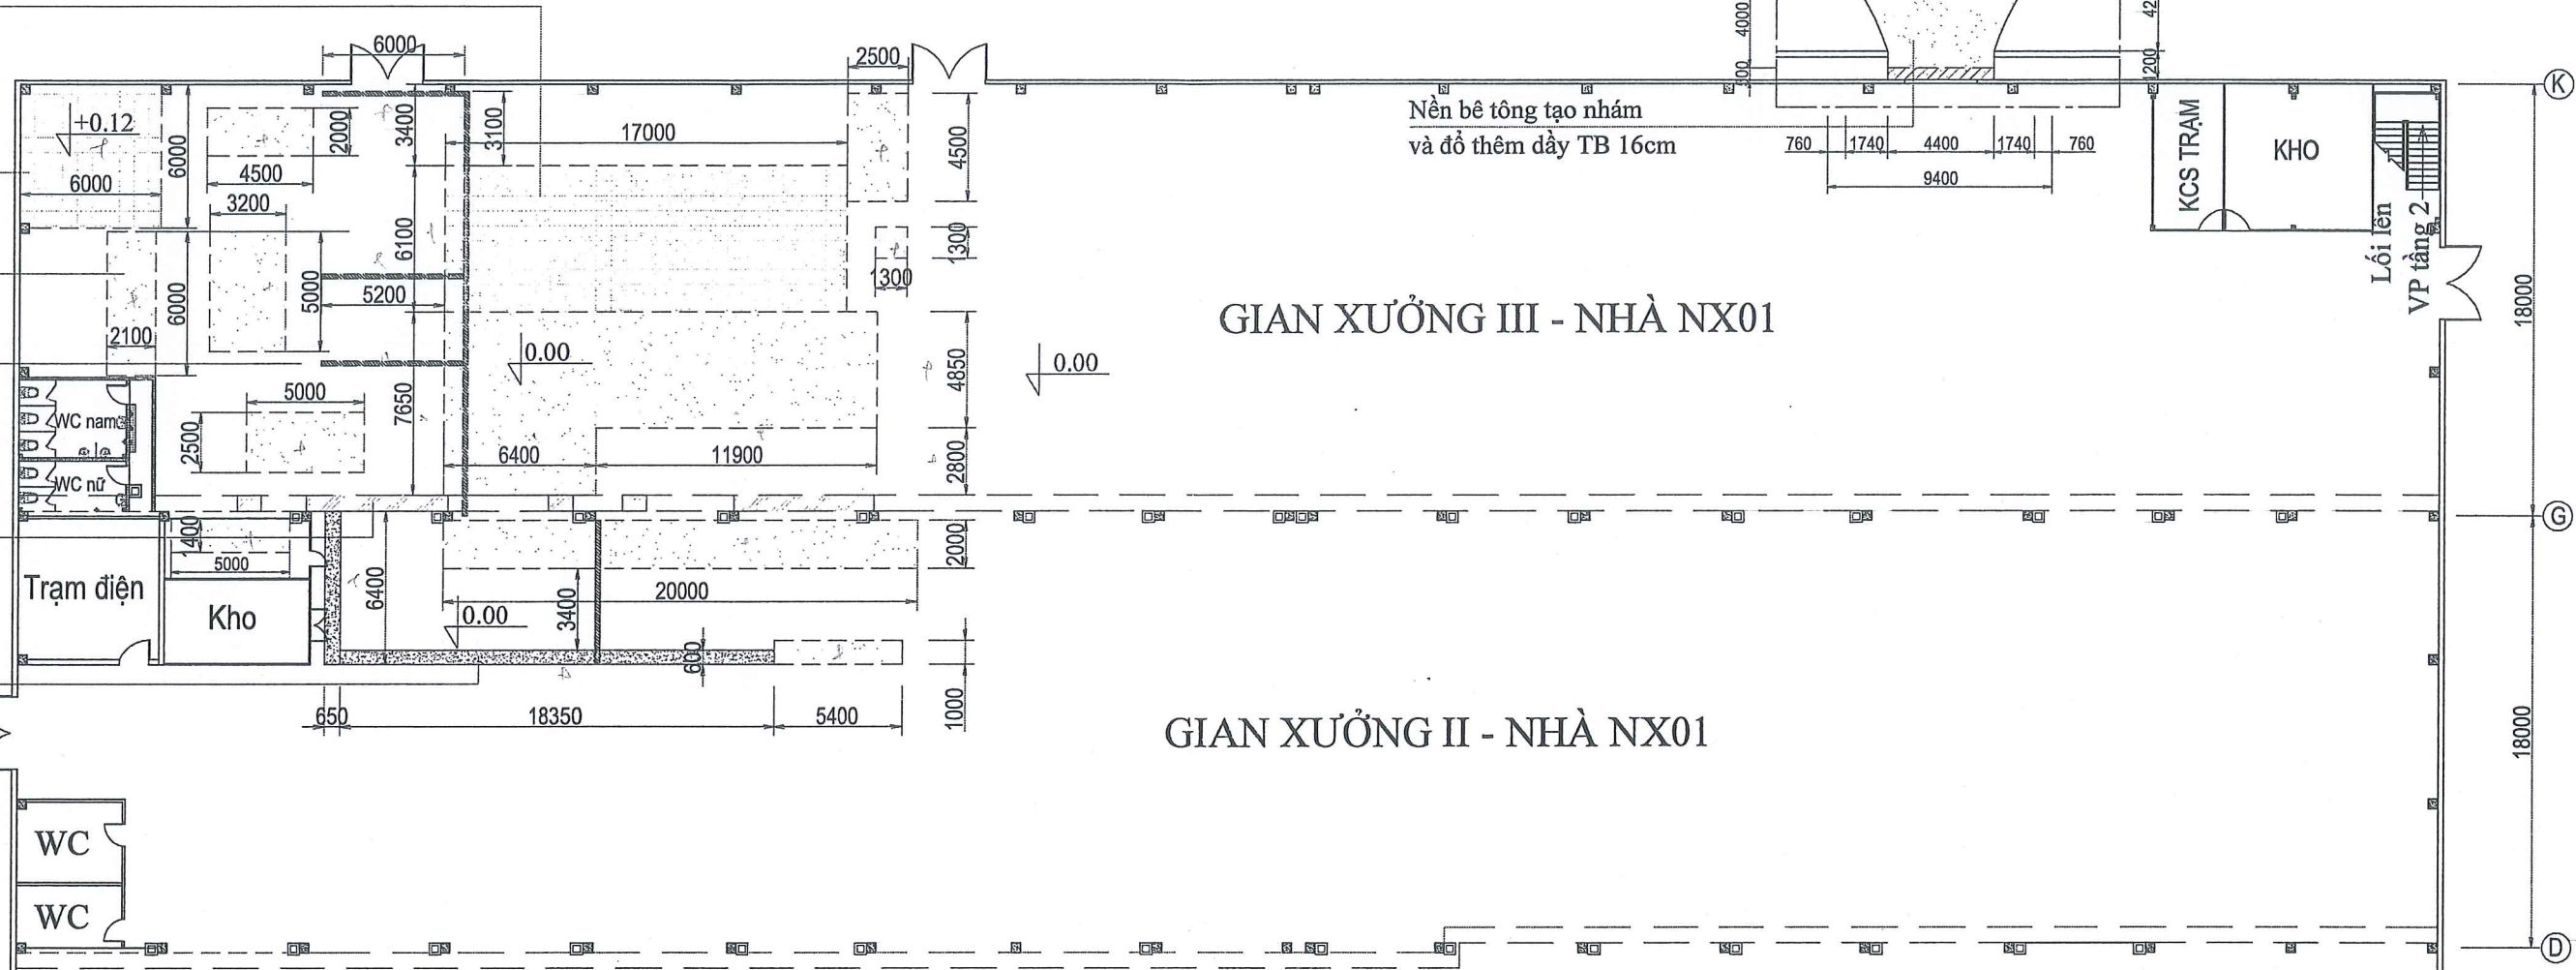 6000
2500
4000
1200
K
+0.12
6000
6000
2000
4500
3400
3100
17000
4500
Nền bê tông tạo nhám
và đổ thêm dầy TB 16cm
760
1740
4400
1740
760
9400
KCS TRẠM
KHO
Lối lên
VP tầng 2
3200
6000
2100
5000
6100
5200
1300
1300
GIAN XƯỞNG III - NHÀ NX01
18000
0.00
0.00
4850
7650
5000
2500
6400
11900
2800
WC nam
WC nữ
G
1400
5000
Trạm điện
Kho
6400
0.00
3400
20000
2000
600
650
18350
5400
1000
GIAN XƯỞNG II - NHÀ NX01
18000
WC
WC
D